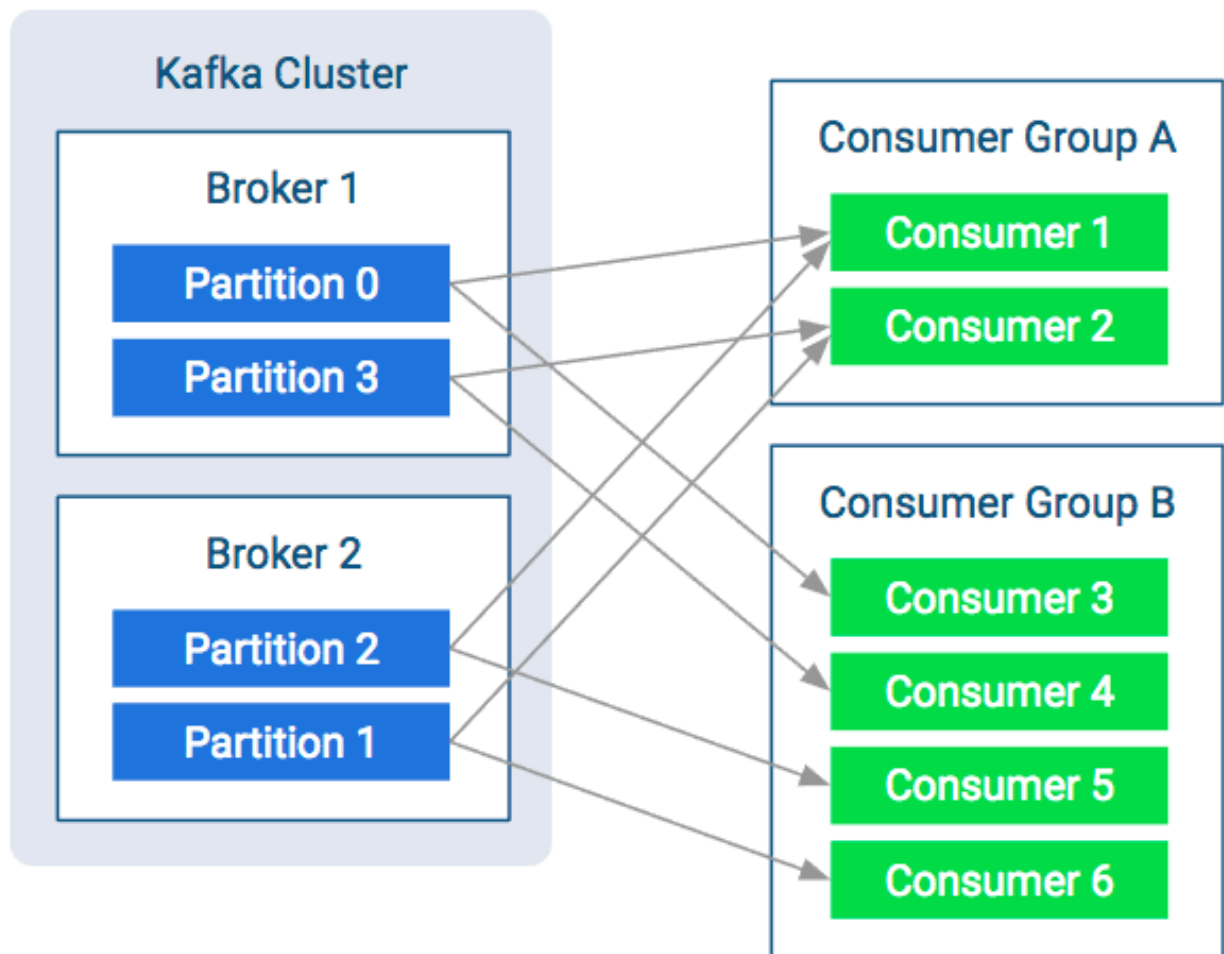 Kafka Cluster
Broker 1
Partition 0
Partition 3
Broker 2
Partition 2
Partition 1
Consumer Group A
Consumer 1
Consumer 2
Consumer Group B
Consumer 3
Consumer 4
Consumer 5
Consumer 6